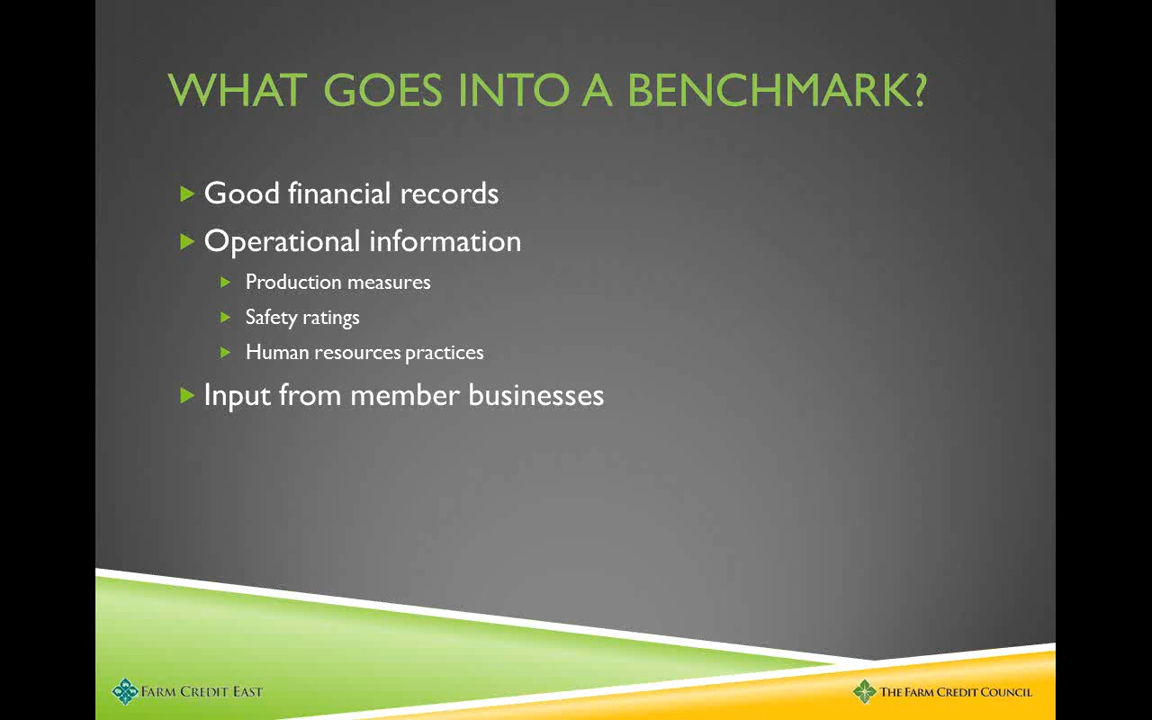 WHAT GOES INTO A BENCHMARK?
Good financial records
Operational information
Production measures
Safety ratings
Human resources practices
Input from member businesses
FARM CREDIT EAST
THE FARM CREDIT COUNCIL